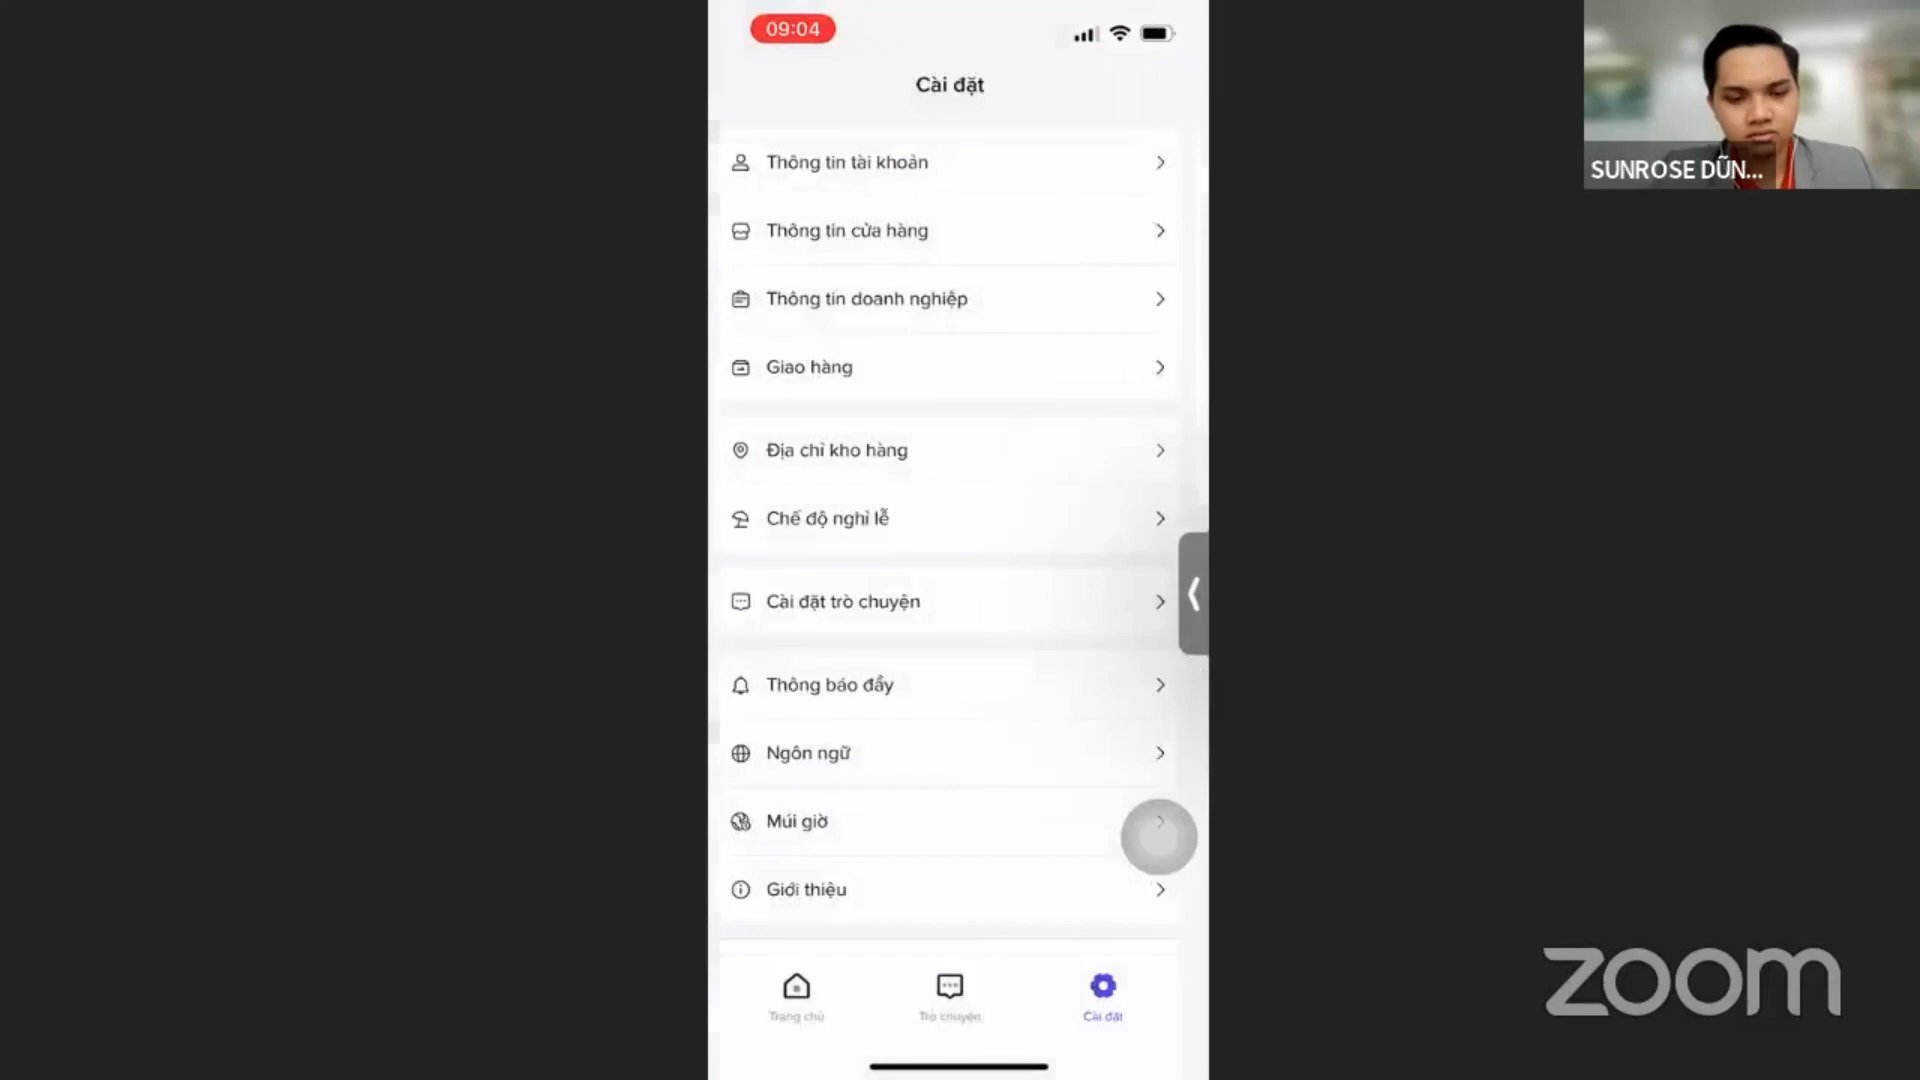 09:04
Cài đặt
SUNROSE DŨN...
Thông tin tài khoản
Thông tin cửa hàng
Thông tin doanh nghiệp
Giao hàng
Địa chỉ kho hàng
Chế độ nghỉ lễ
Cài đặt trò chuyện
Thông báo đẩy
Ngôn ngữ
Múi giờ
Giới thiệu
Trang chủ
Trò chuyện
Cài đặt
zoom